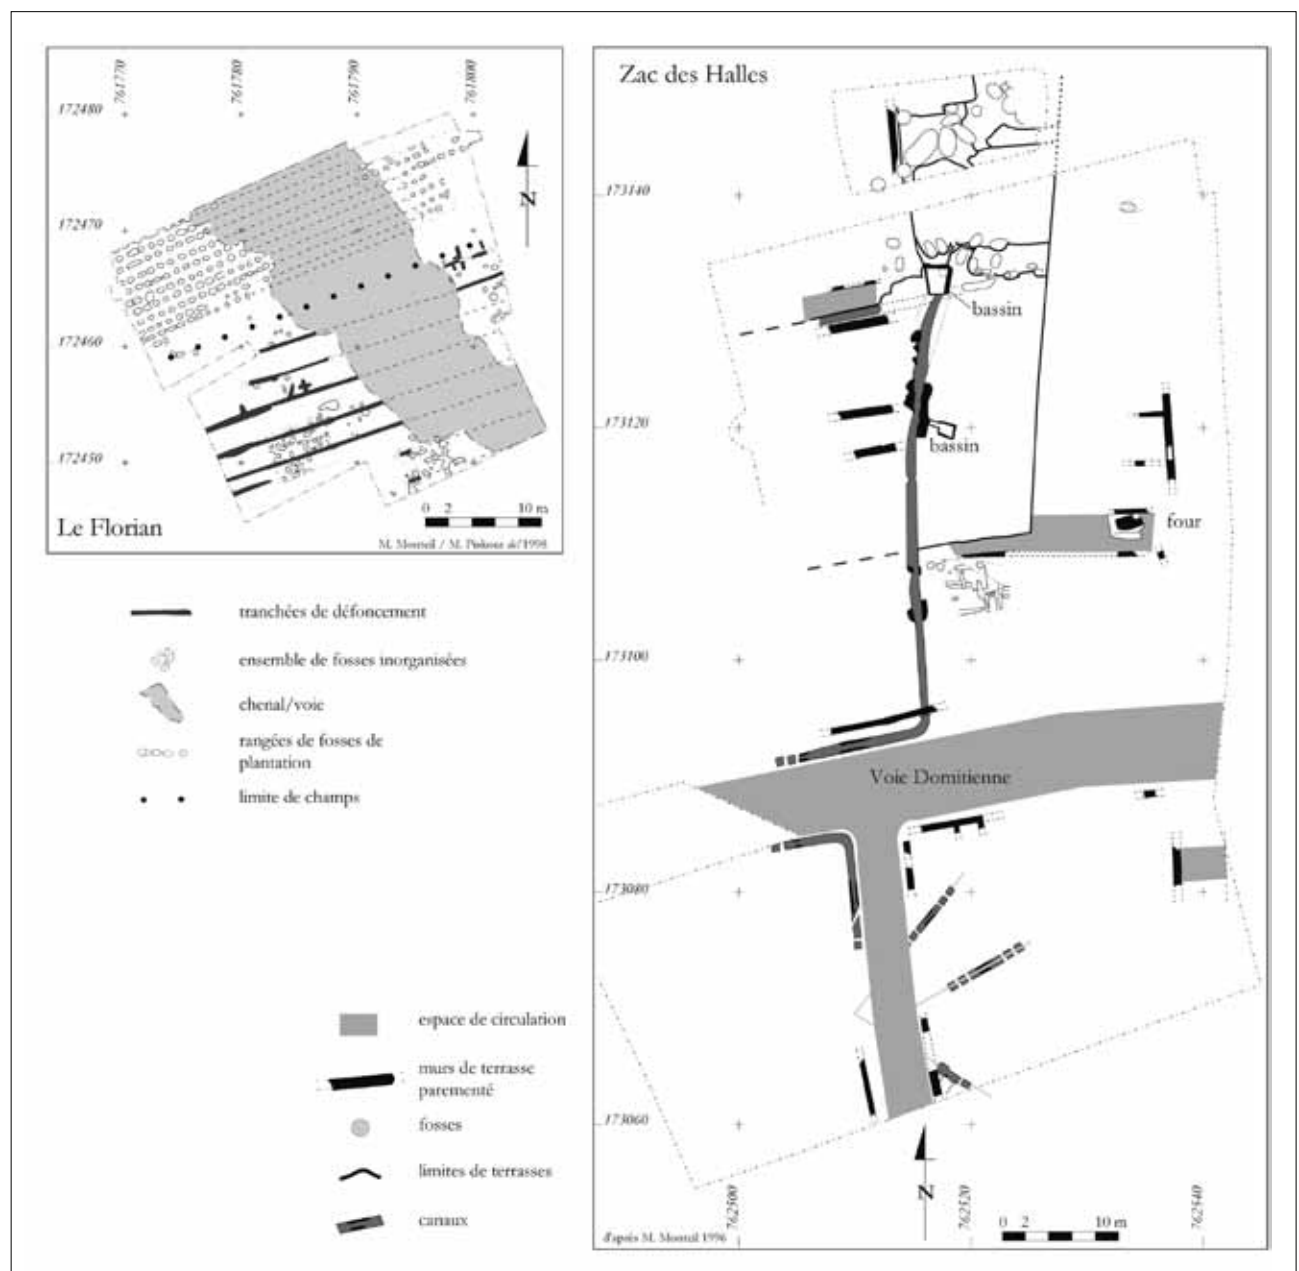 761770
761780
761790
761800
172480
172470
172460
172450
N
0 2 10 m
Le Florian
M. Monteil / M. Piskorz del 1998
tranchées de défoncement
ensemble de fosses inorganisées
chenal/voie
rangées de fosses de
plantation
limite de champs
espace de circulation
murs de terrasse
parementé
fosses
limites de terrasses
canaux
Zac des Halles
173140
bassin
173120
bassin
four
173100
Voie Domitienne
173080
173060
N
762500
762520
762540
0 2 10 m
d'après M. Monteil 1996